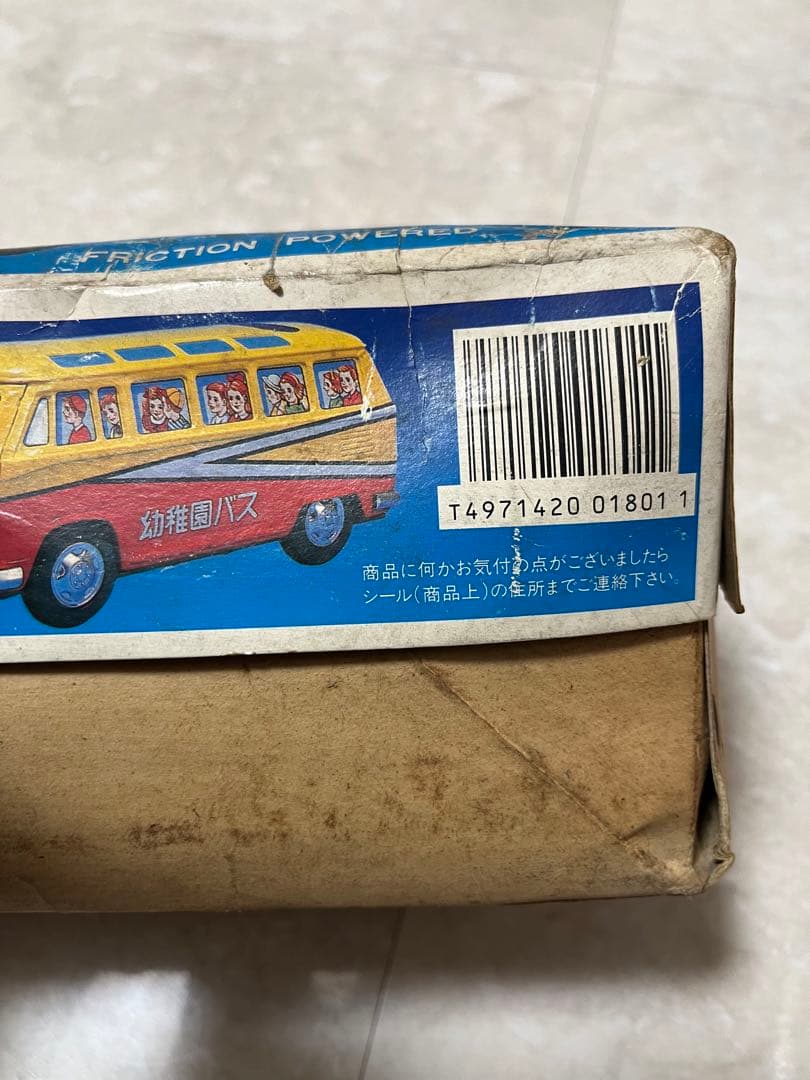 FRICTION POWERED
幼稚園バス
T4971420 01801 1
商品に何かお気付の点がございましたら
シール(商品上)の住所までご連絡下さい。